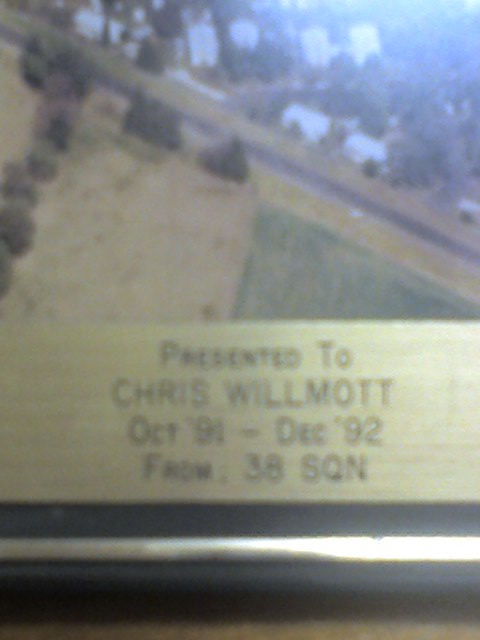 Presented To
CHRIS WILLMOTT
Oct '91 - Dec '92
From: 38 SQN